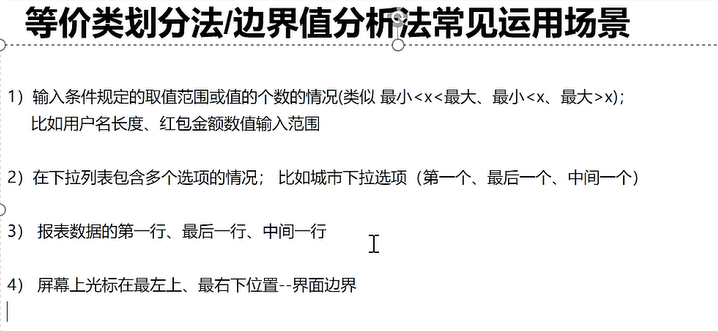 等价类划分法/边界值分析法常见运用场景
1）输入条件规定的取值范围或值的个数的情况(类似 最小<x<最大、最小<x、最大>x)；
比如用户名长度、红包金额数值输入范围
2）在下拉列表包含多个选项的情况； 比如城市下拉选项（第一个、最后一个、中间一个）
3） 报表数据的第一行、最后一行、中间一行
4） 屏幕上光标在最左上、最右下位置--界面边界